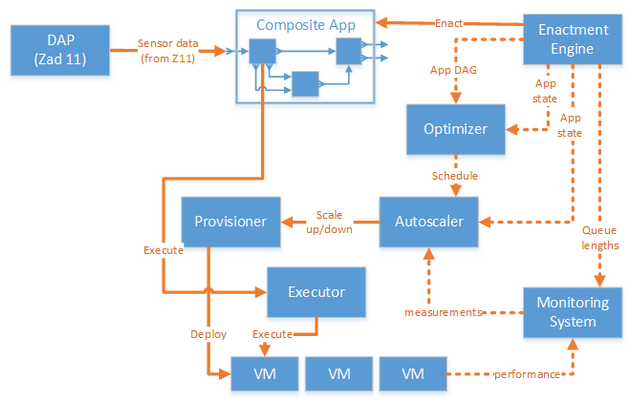 DAP
(Zad 11)
Sensor data
(from Z11)
Composite App
Enact
Enactment
Engine
App DAG
App
state
App
state
Optimizer
Schedule
Queue
lengths
Provisioner
Scale
up/down
Autoscaler
Execute
Executor
measurements
Monitoring
System
Deploy
Execute
VM
VM
VM
performance